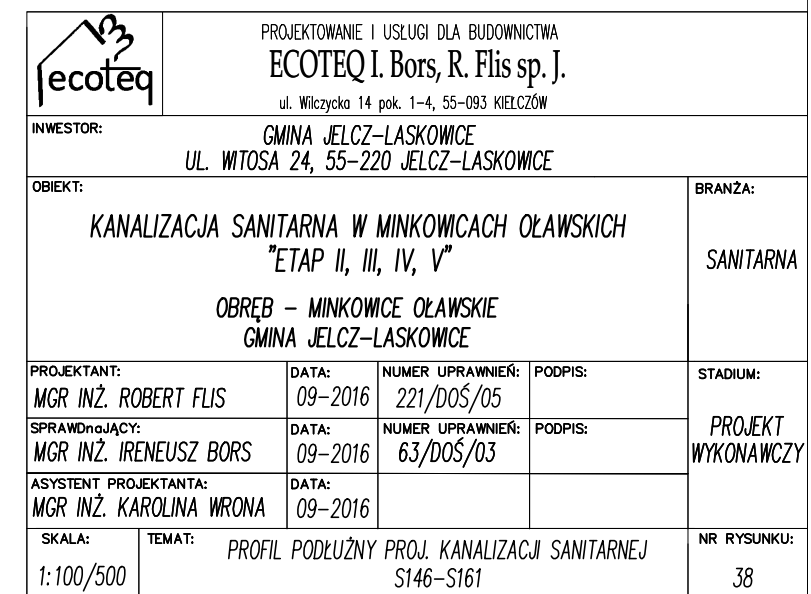 ecoteq
PROJEKTOWANIE I USŁUGI DLA BUDOWNICTWA
ECOTEQ I. Bors, R. Flis sp. J.
ul. Wilczycka 14 pok. 1-4, 55-093 KIEŁCZÓW
INWESTOR:
GMINA JELCZ-LASKOWICE
UL. WITOSA 24, 55-220 JELCZ-LASKOWICE
OBIEKT:
KANALIZACJA SANITARNA W MINKOWICACH OŁAWSKICH
"ETAP II, III, IV, V"
OBRĘB - MINKOWICE OŁAWSKIE
GMINA JELCZ-LASKOWICE
BRANŻA:
SANITARNA
PROJEKTANT:
MGR INŻ. ROBERT FLIS
DATA:
09-2016
NUMER UPRAWNIEŃ:
221/DOŚ/05
PODPIS:
STADIUM:
PROJEKT
WYKONAWCZY
SPRAWDnaJĄCY:
MGR INŻ. IRENEUSZ BORS
DATA:
09-2016
NUMER UPRAWNIEŃ:
63/DOŚ/03
PODPIS:
ASYSTENT PROJEKTANTA:
MGR INŻ. KAROLINA WRONA
DATA:
09-2016
SKALA:
1:100/500
TEMAT:
PROFIL PODŁUŻNY PROJ. KANALIZACJI SANITARNEJ
S146-S161
NR RYSUNKU:
38